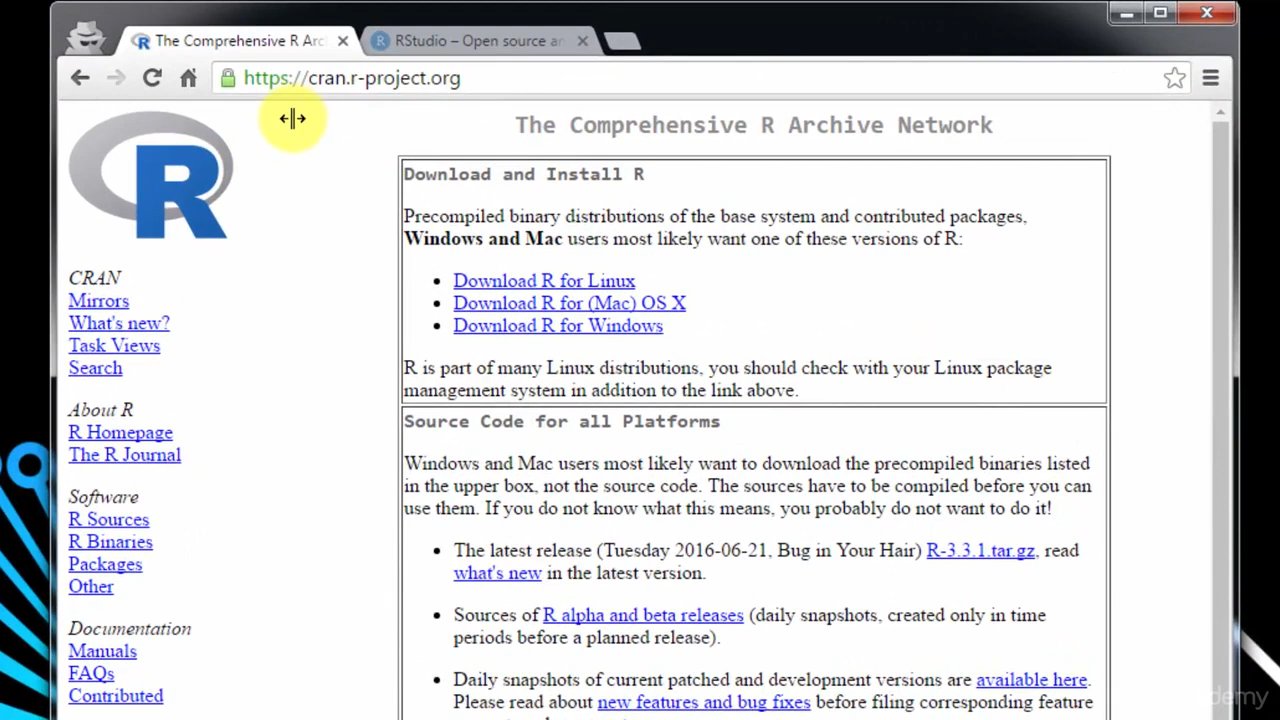 The Comprehensive R Arc
RStudio – Open source an
https://cran.r-project.org
R
The Comprehensive R Archive Network
CRAN
Mirrors
What's new?
Task Views
Search
About R
R Homepage
The R Journal
Software
R Sources
R Binaries
Packages
Other
Documentation
Manuals
FAQs
Contributed
Download and Install R
Precompiled binary distributions of the base system and contributed packages,
Windows and Mac users most likely want one of these versions of R:
Download R for Linux
Download R for (Mac) OS X
Download R for Windows
R is part of many Linux distributions, you should check with your Linux package
management system in addition to the link above.
Source Code for all Platforms
Windows and Mac users most likely want to download the precompiled binaries listed
in the upper box, not the source code. The sources have to be compiled before you can
use them. If you do not know what this means, you probably do not want to do it!
The latest release (Tuesday 2016-06-21, Bug in Your Hair) R-3.3.1.tar.gz, read
what's new in the latest version.
Sources of R alpha and beta releases (daily snapshots, created only in time
periods before a planned release).
Daily snapshots of current patched and development versions are available here.
Please read about new features and bug fixes before filing corresponding feature